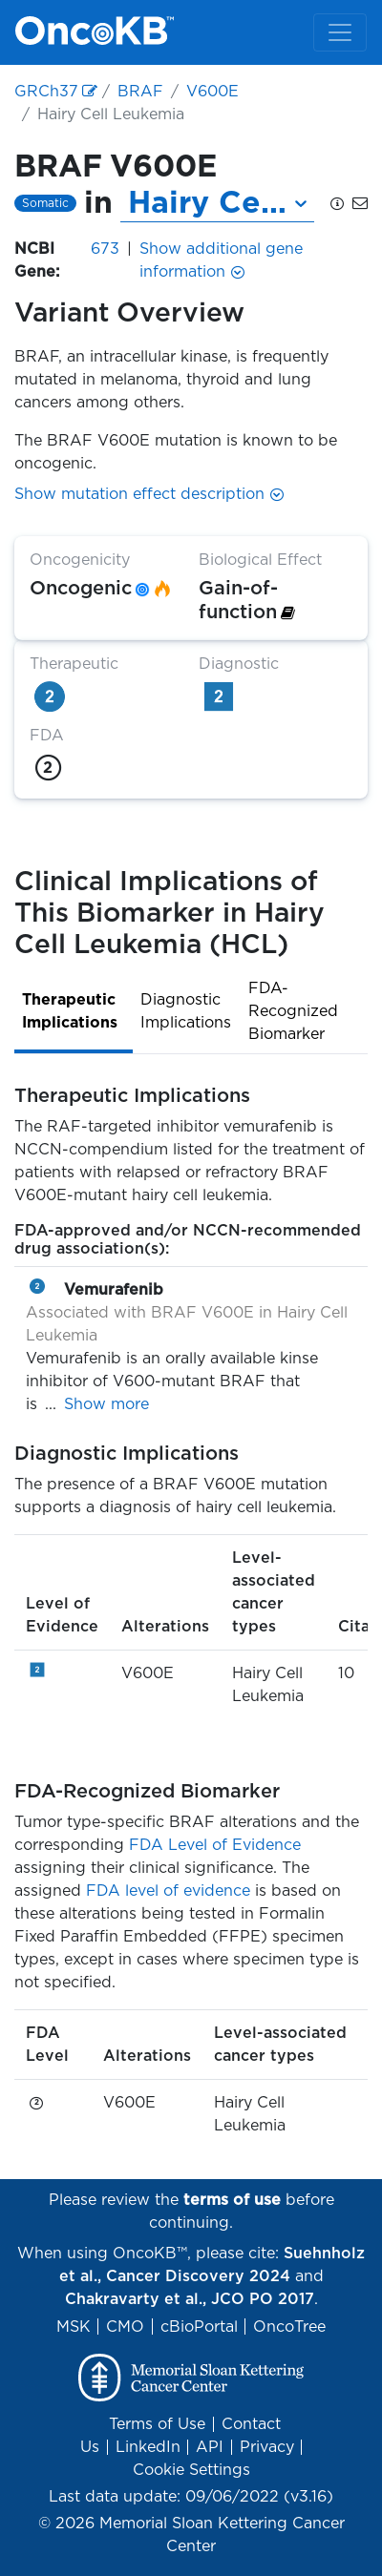 OncoKB™
GRCh37 / BRAF / V600E
/ Hairy Cell Leukemia
BRAF V600E
Somatic in Hairy Ce...
NCBI Gene: 673 | Show additional gene information
Variant Overview
BRAF, an intracellular kinase, is frequently
mutated in melanoma, thyroid and lung
cancers among others.
The BRAF V600E mutation is known to be
oncogenic.
Show mutation effect description
Oncogenicity Biological Effect
Oncogenic Gain-of-
function
Therapeutic Diagnostic
2 2
FDA
2
Clinical Implications of
This Biomarker in Hairy
Cell Leukemia (HCL)
Therapeutic Implications
Diagnostic Implications
FDA-Recognized Biomarker
Therapeutic Implications
The RAF-targeted inhibitor vemurafenib is
NCCN-compendium listed for the treatment of
patients with relapsed or refractory BRAF
V600E-mutant hairy cell leukemia.
FDA-approved and/or NCCN-recommended
drug association(s):
2 Vemurafenib
Associated with BRAF V600E in Hairy Cell
Leukemia
Vemurafenib is an orally available kinse
inhibitor of V600-mutant BRAF that
is ... Show more
Diagnostic Implications
The presence of a BRAF V600E mutation
supports a diagnosis of hairy cell leukemia.
Level of Evidence
Alterations
Level-associated cancer types
Cita
2 V600E Hairy Cell Leukemia 10
FDA-Recognized Biomarker
Tumor type-specific BRAF alterations and the
corresponding FDA Level of Evidence
assigning their clinical significance. The
assigned FDA level of evidence is based on
these alterations being tested in Formalin
Fixed Paraffin Embedded (FFPE) specimen
types, except in cases where specimen type is
not specified.
FDA Level
Alterations
Level-associated cancer types
2 V600E Hairy Cell Leukemia
Please review the terms of use before
continuing.
When using OncoKB™, please cite: Suehnholz
et al., Cancer Discovery 2024 and
Chakravarty et al., JCO PO 2017.
MSK | CMO | cBioPortal | OncoTree
Memorial Sloan Kettering
Cancer Center
Terms of Use | Contact
Us | LinkedIn | API | Privacy |
Cookie Settings
Last data update: 09/06/2022 (v3.16)
© 2026 Memorial Sloan Kettering Cancer
Center